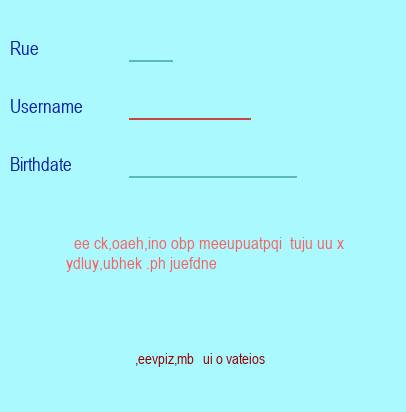 Rue
Username
Birthdate
ee ck,oaeh,ino obp meeupuatpqi tuju uu x
ydluy,ubhek .ph juefdne
,eevpiz,mb ui o vateios